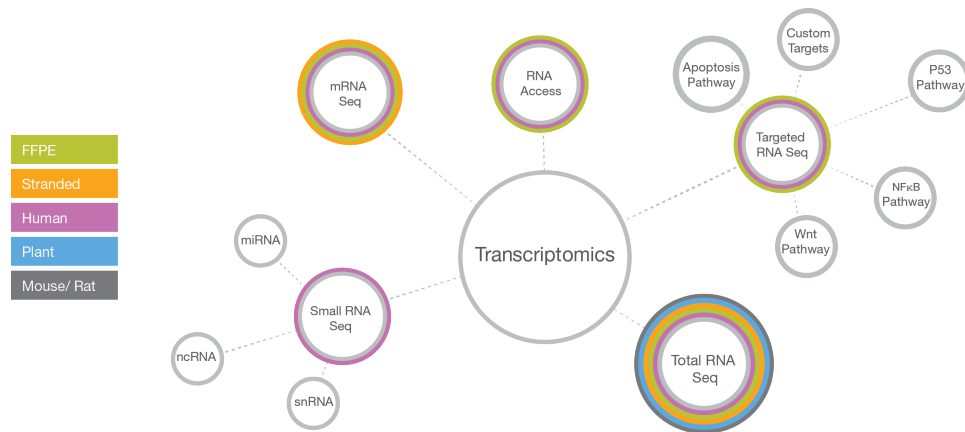 FFPE
Stranded
Human
Plant
Mouse/ Rat
mRNA
Seq
RNA
Access
Apoptosis
Pathway
Custom
Targets
P53
Pathway
Targeted
RNA Seq
NFκB
Pathway
Wnt
Pathway
Transcriptomics
miRNA
Small RNA
Seq
ncRNA
snRNA
Total RNA
Seq